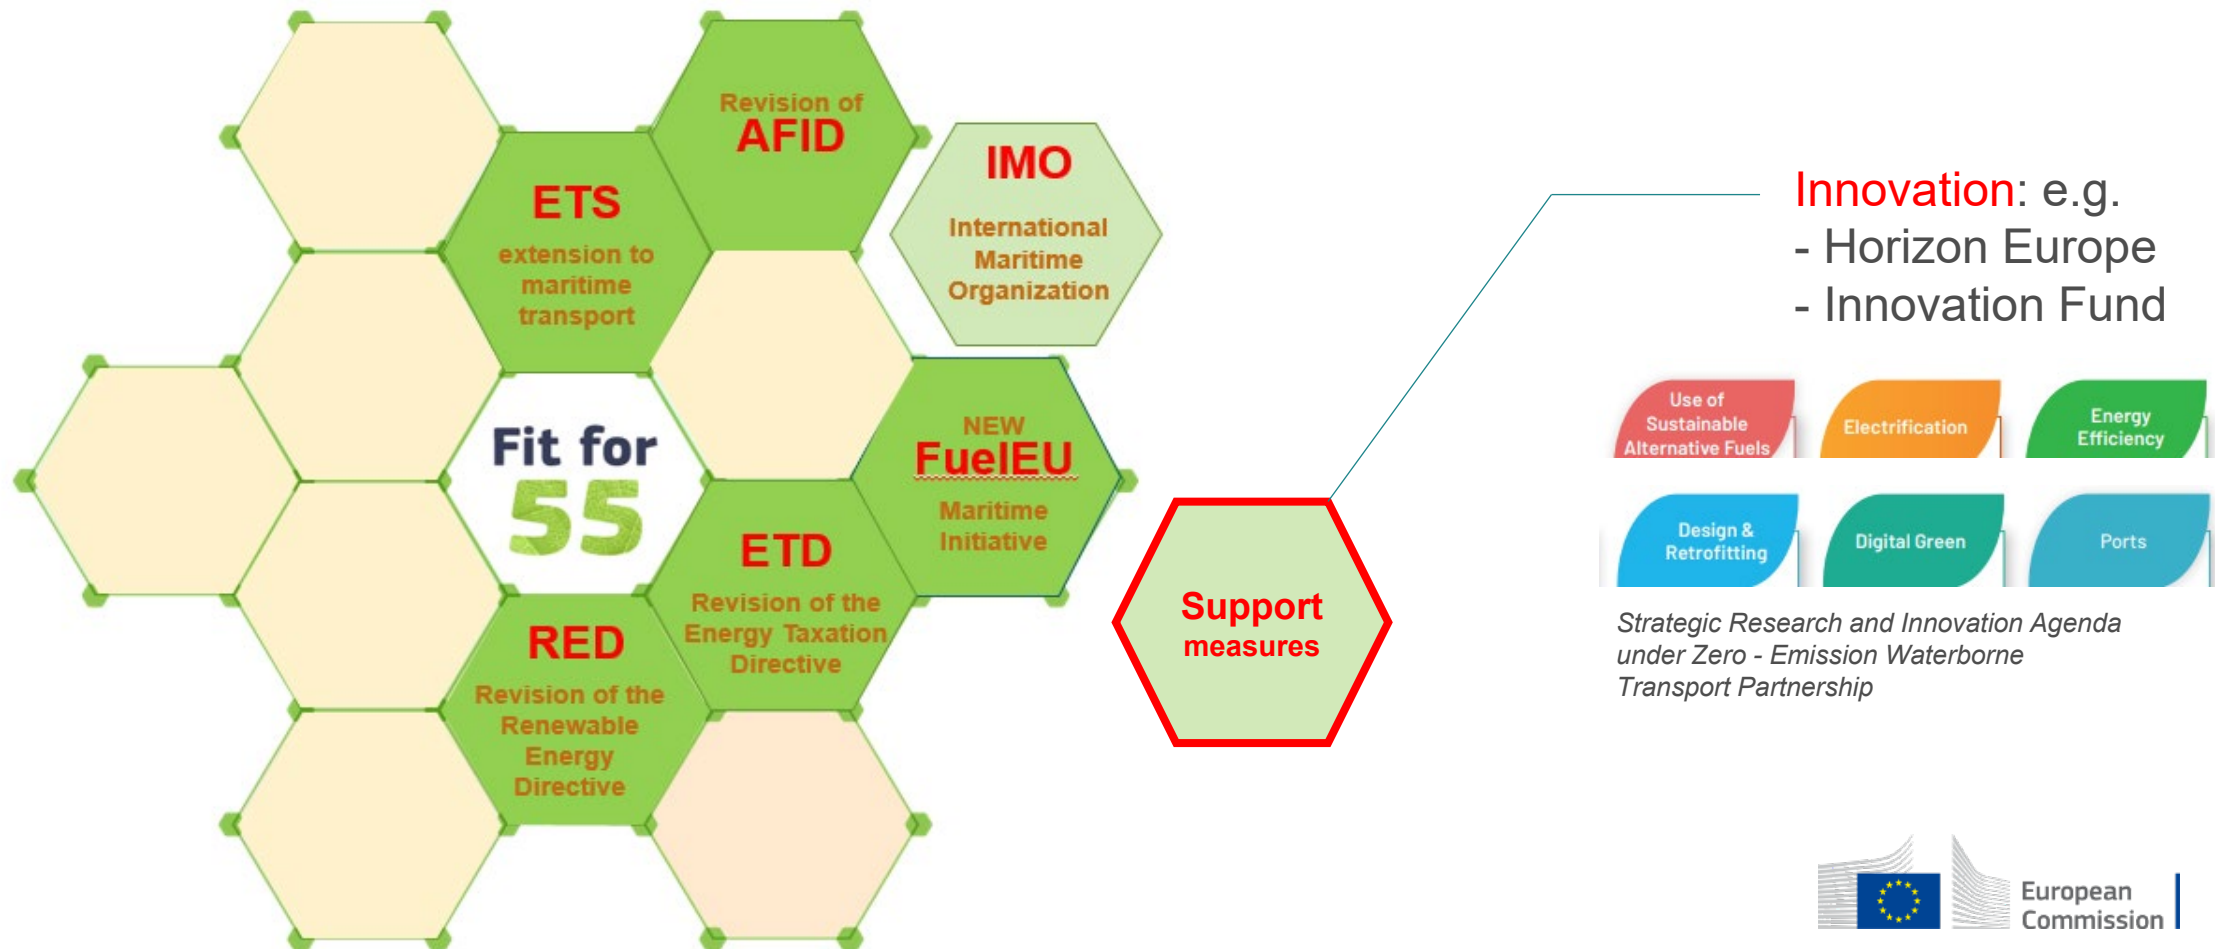 Revision of
AFID
IMO
International
Maritime
Organization
ETS
extension to
maritime
transport
Fit for
55
NEW
FuelEU
Maritime
Initiative
ETD
Revision of the
Energy Taxation
Directive
RED
Revision of the
Renewable
Energy
Directive
Support
measures
Innovation: e.g.
- Horizon Europe
- Innovation Fund
Use of
Sustainable
Alternative Fuels
Electrification
Energy
Efficiency
Design &
Retrofitting
Digital Green
Ports
Strategic Research and Innovation Agenda
under Zero - Emission Waterborne
Transport Partnership
European
Commission